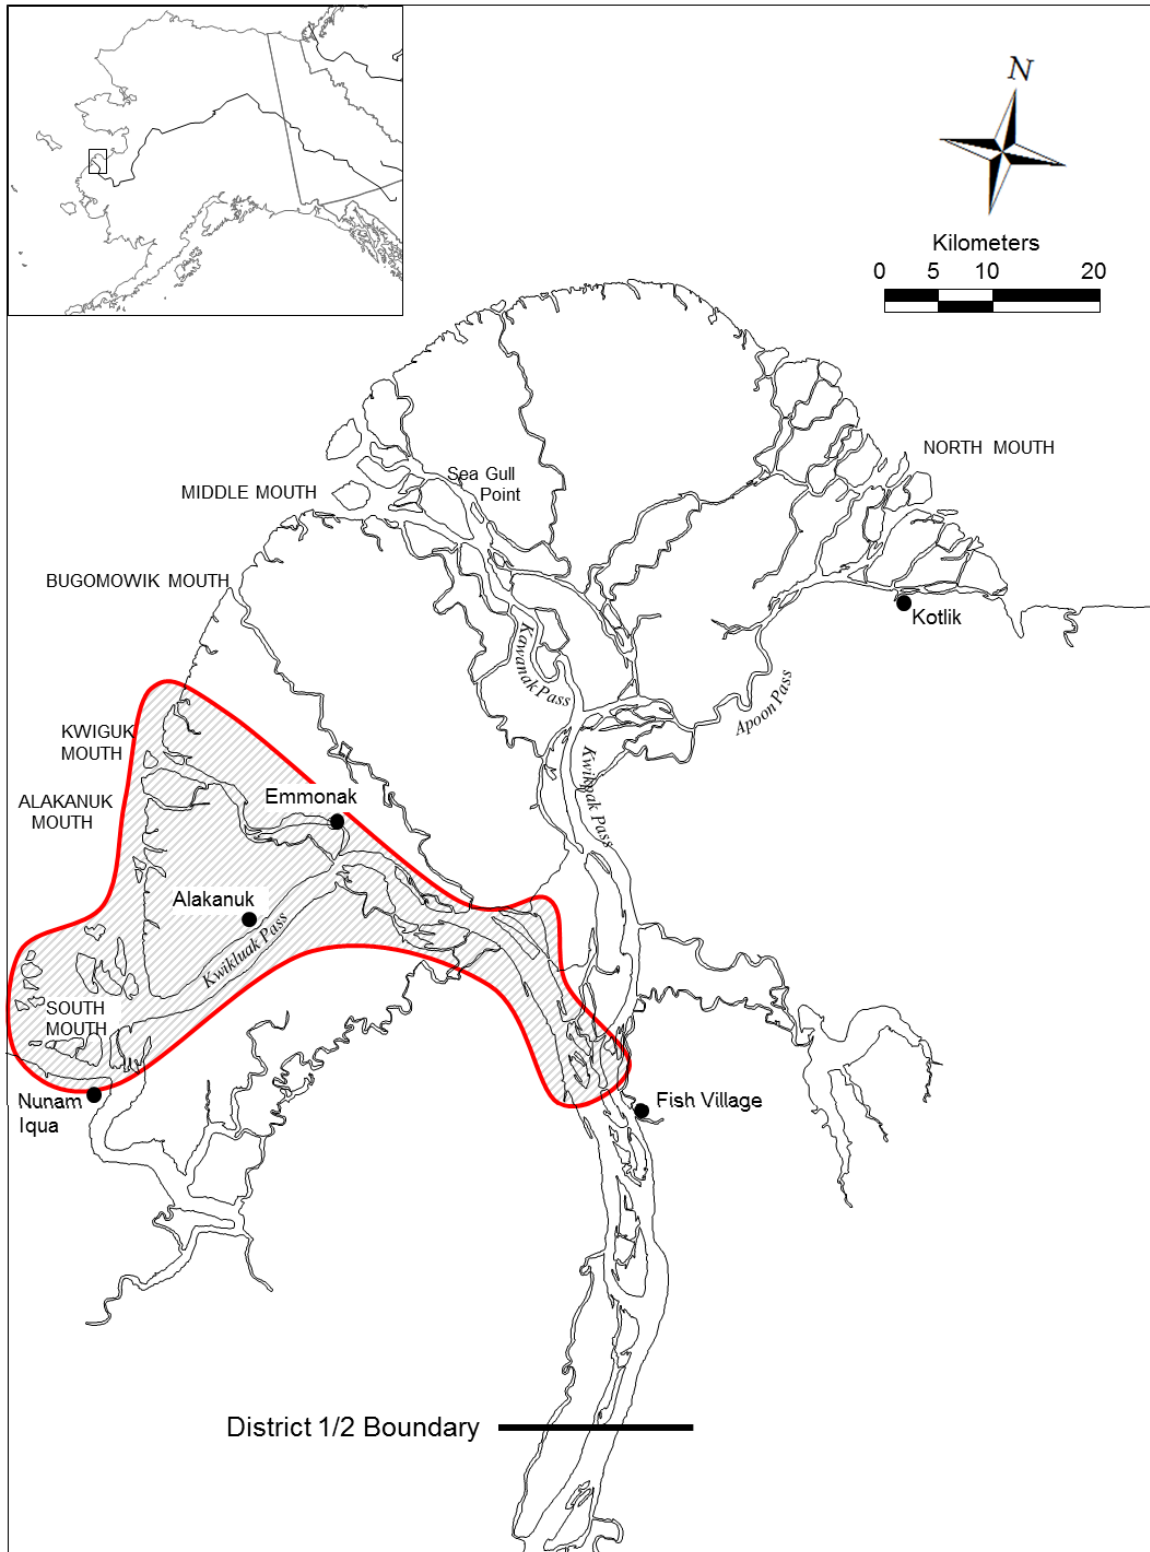 N
Kilometers
0 5 10 20
NORTH MOUTH
Sea Gull
Point
MIDDLE MOUTH
BUGOMOWIK MOUTH
Kotlik
Kawanak Pass
Apoon Pass
KWIGUK
MOUTH
Kwikpak Pass
ALAKANUK
MOUTH
Emmonak
Alakanuk
Kwikluak Pass
SOUTH
MOUTH
Nunam
Iqua
Fish Village
District 1/2 Boundary